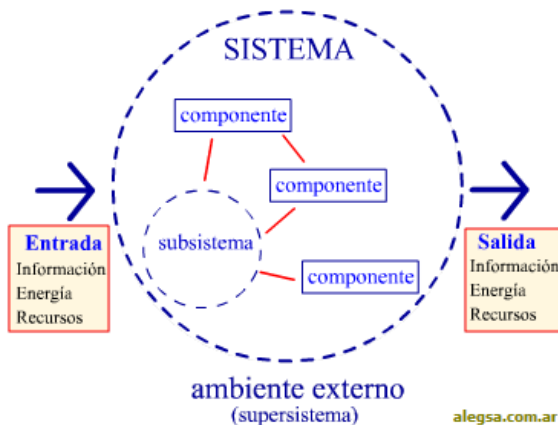 SISTEMA
componente
componente
subsistema
componente
Entrada
Información
Energía
Recursos
Salida
Información
Energía
Recursos
ambiente externo
(supersistema)
alegsa.com.ar